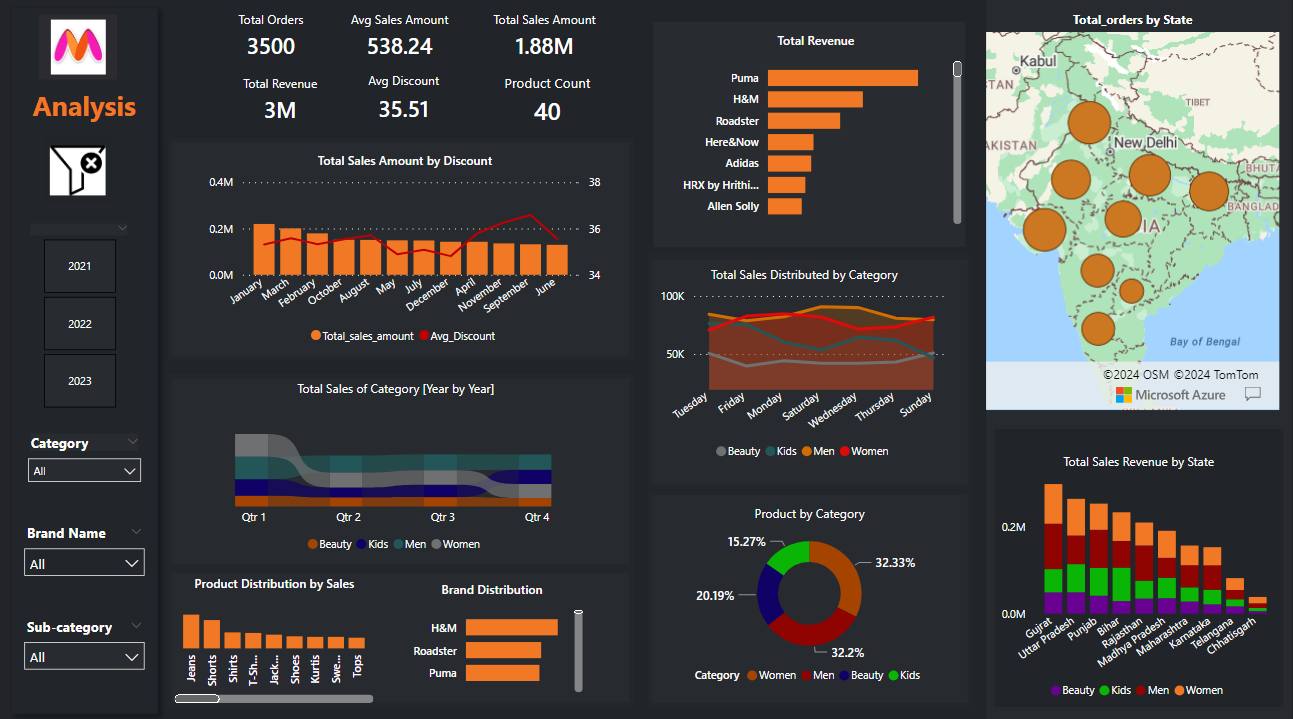 Analysis
2021
2022
2023
Category
All
Brand Name
All
Sub-category
All
Total Orders
3500
Avg Sales Amount
538.24
Total Sales Amount
1.88M
Total Revenue
3M
Avg Discount
35.51
Product Count
40
Total Sales Amount by Discount
0.4M
0.2M
0.0M
38
36
34
January
March
February
October
August
May
July
December
April
November
September
June
Total_sales_amount
Avg_Discount
Total Sales of Category [Year by Year]
Qtr 1
Qtr 2
Qtr 3
Qtr 4
Beauty
Kids
Men
Women
Product Distribution by Sales
Jeans
Shorts
Shirts
T-Sh...
Jack...
Shoes
Kurtis
Swe...
Tops
Brand Distribution
H&M
Roadster
Puma
Total Revenue
Puma
H&M
Roadster
Here&Now
Adidas
HRX by Hrithi...
Allen Solly
Total Sales Distributed by Category
100K
50K
Tuesday
Friday
Monday
Saturday
Wednesday
Thursday
Sunday
Beauty
Kids
Men
Women
Product by Category
15.27%
32.33%
20.19%
32.2%
Category
Women
Men
Beauty
Kids
Total_orders by State
Kabul
TAN
TIBET
AKISTAN
New Delhi
BHUTA
BANGLAD
IA
Bay of Bengal
©2024 OSM ©2024 TomTom
Microsoft Azure
Total Sales Revenue by State
0.2M
0.0M
Gujrat
Uttar Pradesh
Punjab
Bihar
Rajasthan
Madhya Pradesh
Maharashtra
Karnataka
Telangana
Chhatisgarh
Beauty
Kids
Men
Women